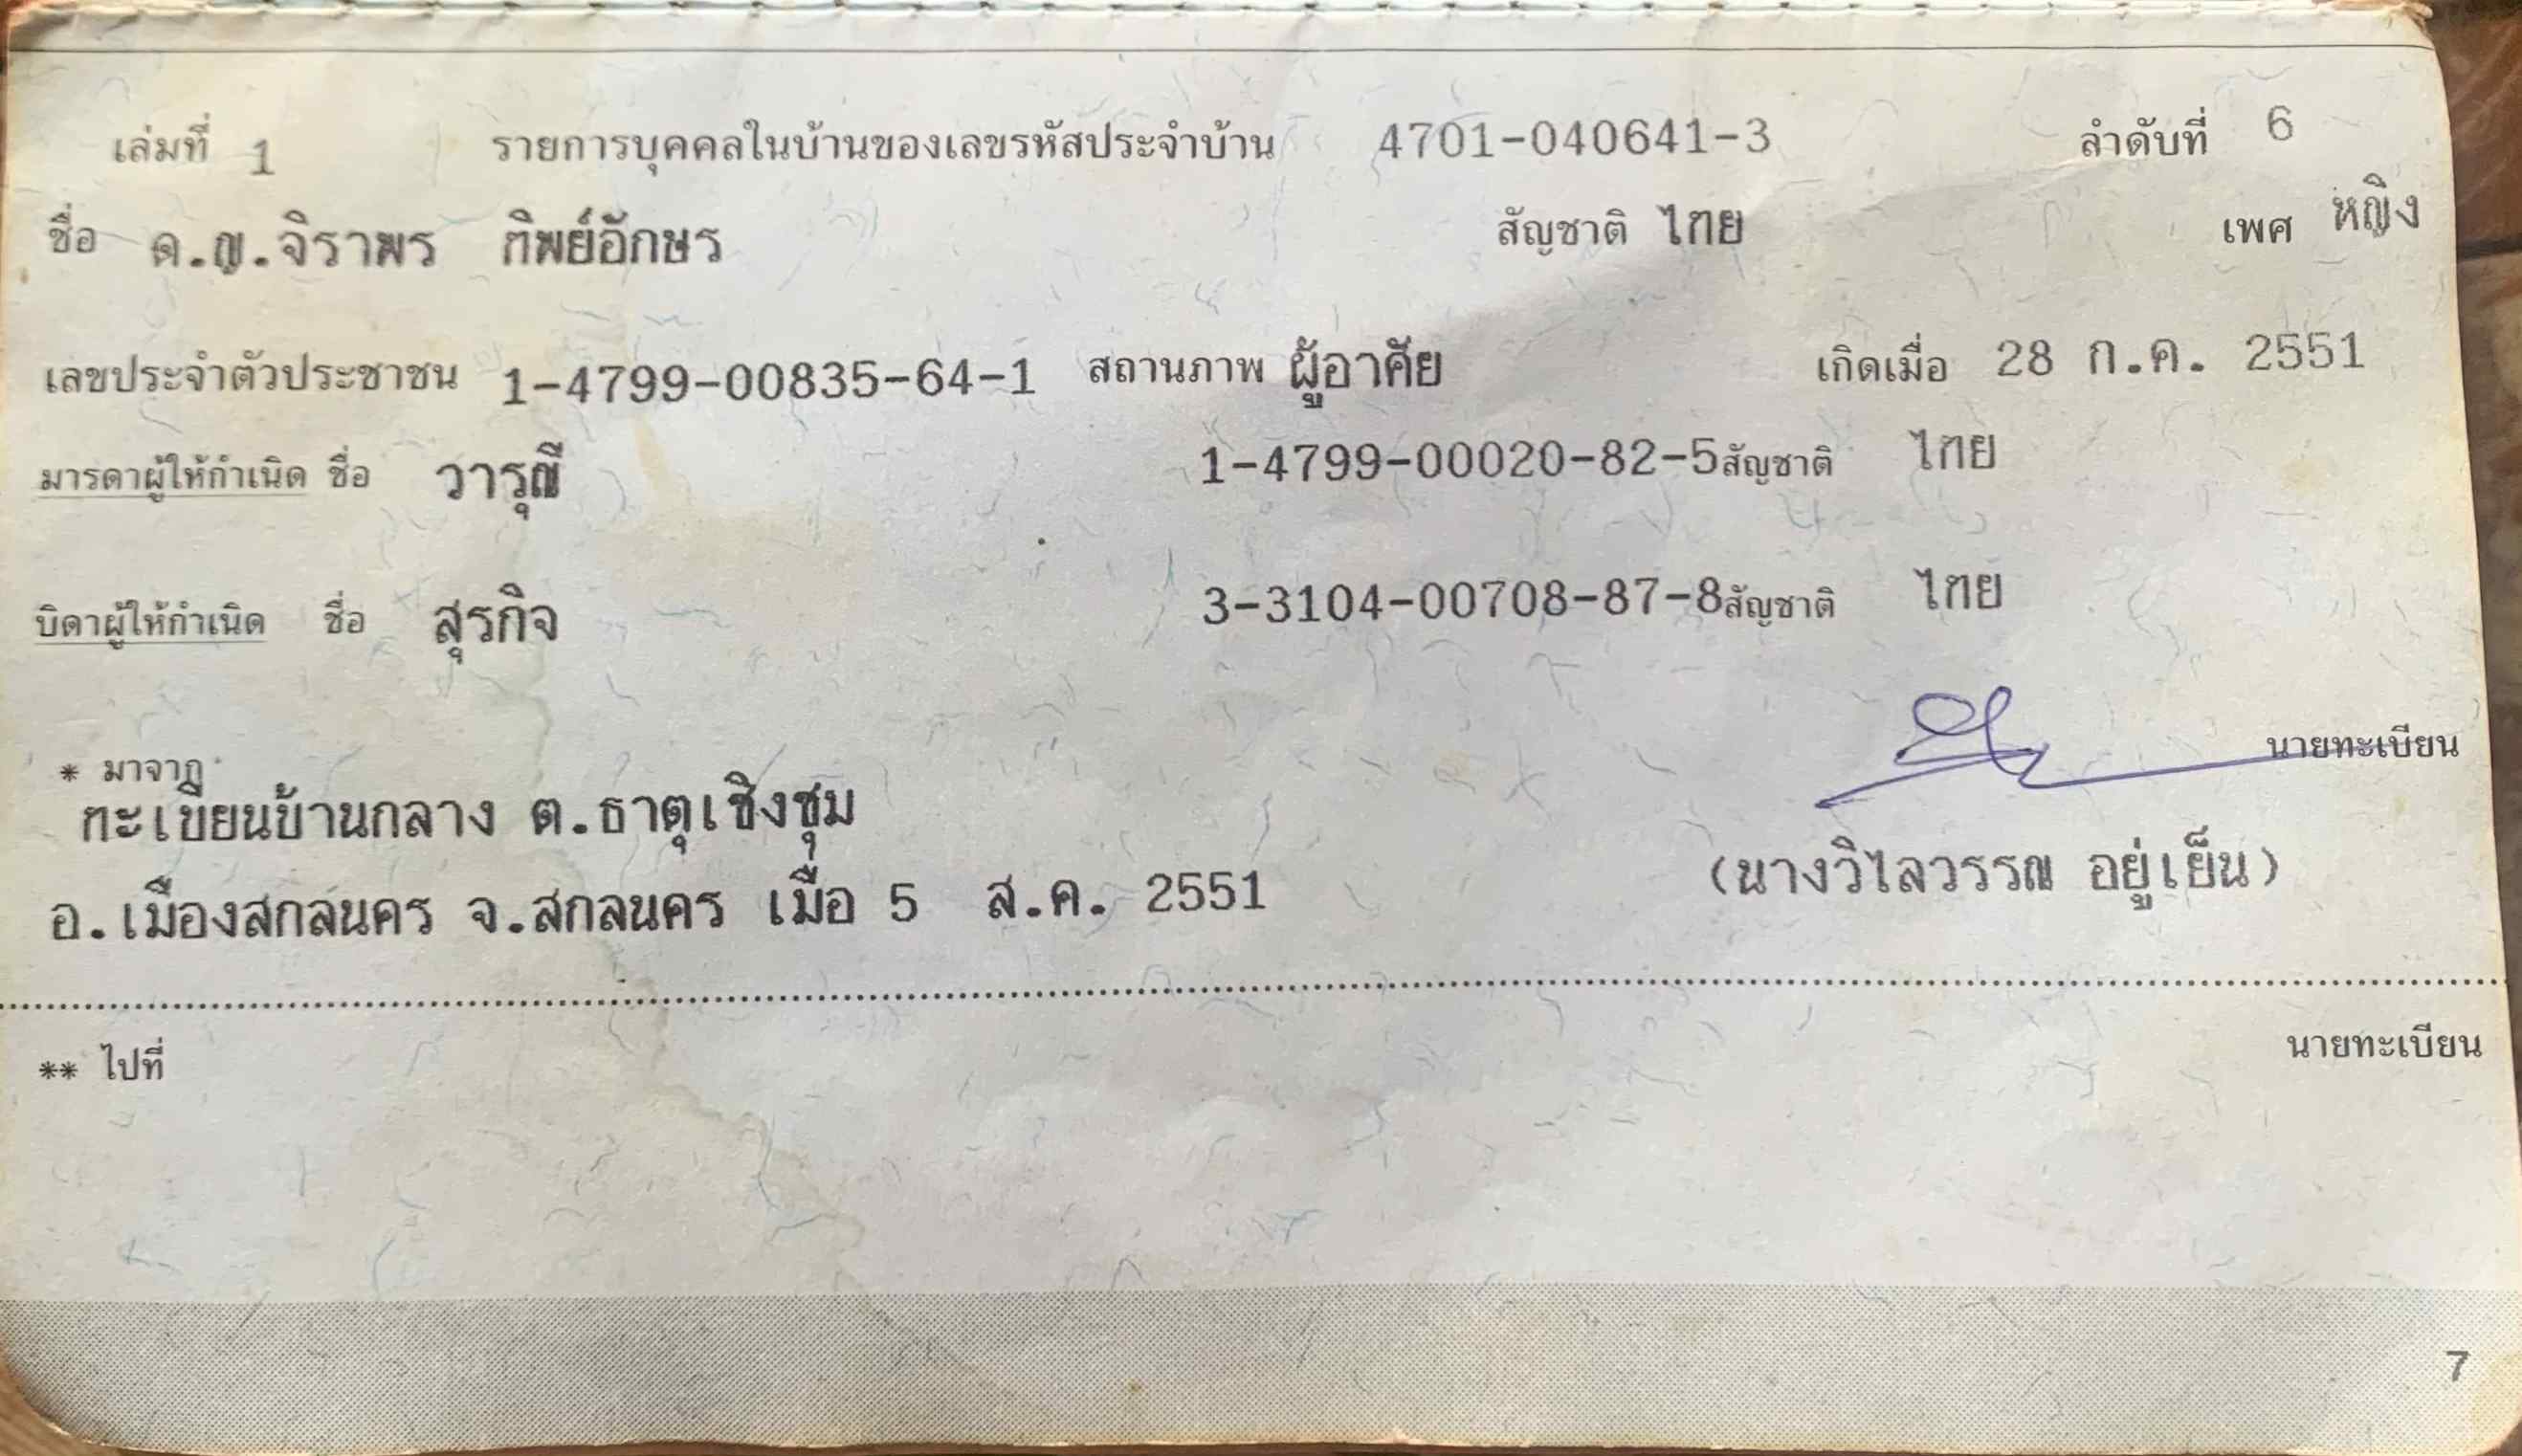 เล่มที่ 1 รายการบุคคลในบ้านของเลขรหัสประจำบ้าน 4701-040641-3 ลำดับที่ 6
ชื่อ ด.ญ.จิราพร ทิพย์อักษร สัญชาติ ไทย เพศ หญิง
เลขประจำตัวประชาชน 1-4799-00835-64-1 สถานภาพ ผู้อาศัย เกิดเมื่อ 28 ก.ค. 2551
มารดาผู้ให้กำเนิด ชื่อ วารุณี 1-4799-00020-82-5 สัญชาติ ไทย
บิดาผู้ให้กำเนิด ชื่อ สุรกิจ 3-3104-00708-87-8 สัญชาติ ไทย
* มาจาก นายทะเบียน
ทะเบียนบ้านกลาง ต.ธาตุเชิงชุม
อ.เมืองสกลนคร จ.สกลนคร เมื่อ 5 ส.ค. 2551 (นางวิไลวรรณ อยู่เย็น)
** ไปที่ นายทะเบียน
7